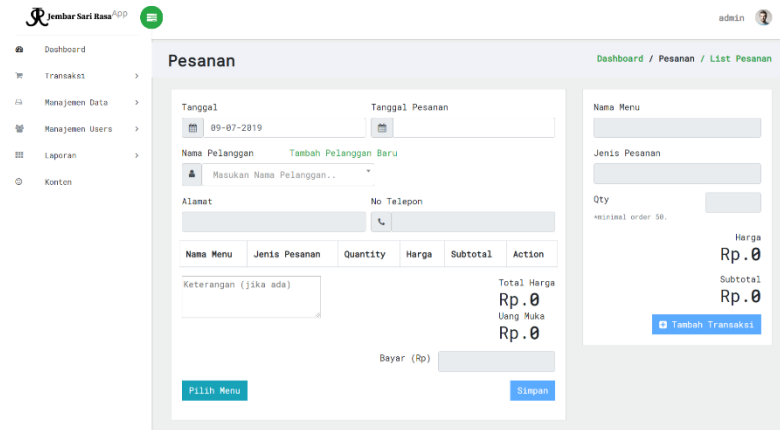 Jembar Sari Rasa App
admin
Dashboard
Transaksi
Manajemen Data
Manajemen Users
Laporan
Konten
Pesanan
Dashboard / Pesanan / List Pesanan
Tanggal
Tanggal Pesanan
09-07-2019
Nama Pelanggan
Tambah Pelanggan Baru
Masukan Nama Pelanggan..
Alamat
No Telepon
Nama Menu Jenis Pesanan Quantity Harga Subtotal Action
Keterangan (jika ada)
Total Harga
Rp.0
Uang Muka
Rp.0
Bayar (Rp)
Pilih Menu
Simpan
Nama Menu
Jenis Pesanan
Qty
*minimal order 50.
Harga
Rp.0
Subtotal
Rp.0
Tambah Transaksi